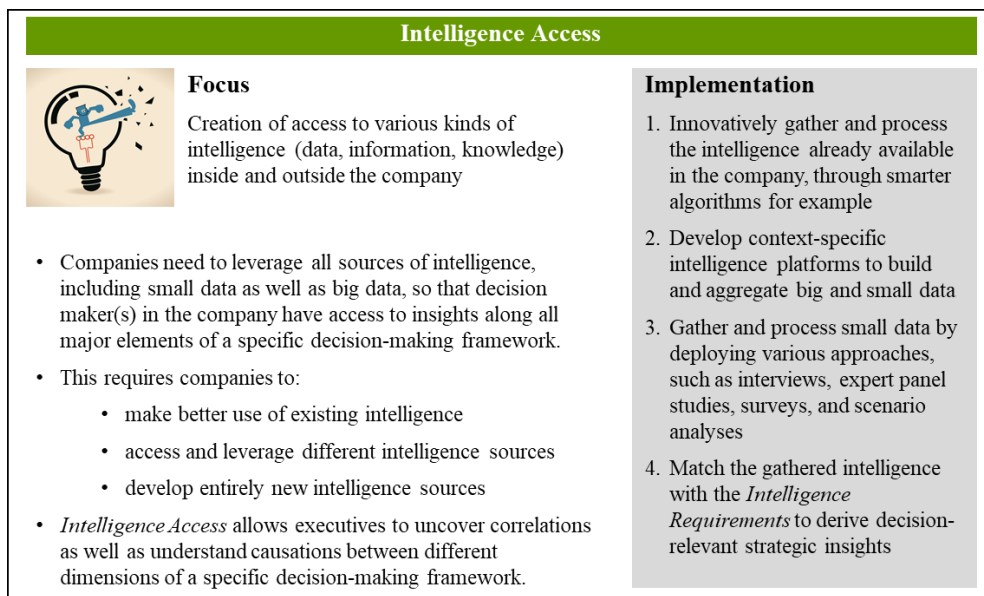 Intelligence Access
Focus
Creation of access to various kinds of
intelligence (data, information, knowledge)
inside and outside the company
• Companies need to leverage all sources of intelligence,
including small data as well as big data, so that decision
maker(s) in the company have access to insights along all
major elements of a specific decision-making framework.
• This requires companies to:
• make better use of existing intelligence
• access and leverage different intelligence sources
• develop entirely new intelligence sources
• Intelligence Access allows executives to uncover correlations
as well as understand causations between different
dimensions of a specific decision-making framework.
Implementation
1. Innovatively gather and process
the intelligence already available
in the company, through smarter
algorithms for example
2. Develop context-specific
intelligence platforms to build
and aggregate big and small data
3. Gather and process small data by
deploying various approaches,
such as interviews, expert panel
studies, surveys, and scenario
analyses
4. Match the gathered intelligence
with the Intelligence
Requirements to derive decision-
relevant strategic insights